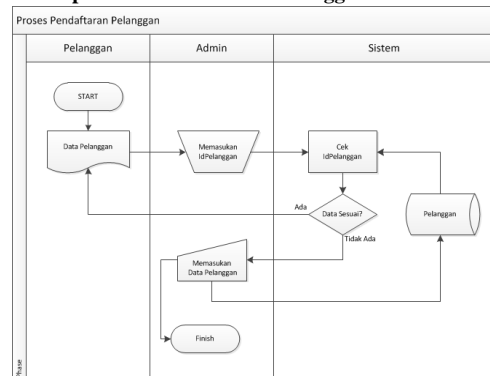 Proses Pendaftaran Pelanggan
Pelanggan
Admin
Sistem
START
Data Pelanggan
Memasukan
IdPelanggan
Cek
IdPelanggan
Ada
Data Sesuai?
Pelanggan
Tidak Ada
Memasukan
Data Pelanggan
Finish
Phase